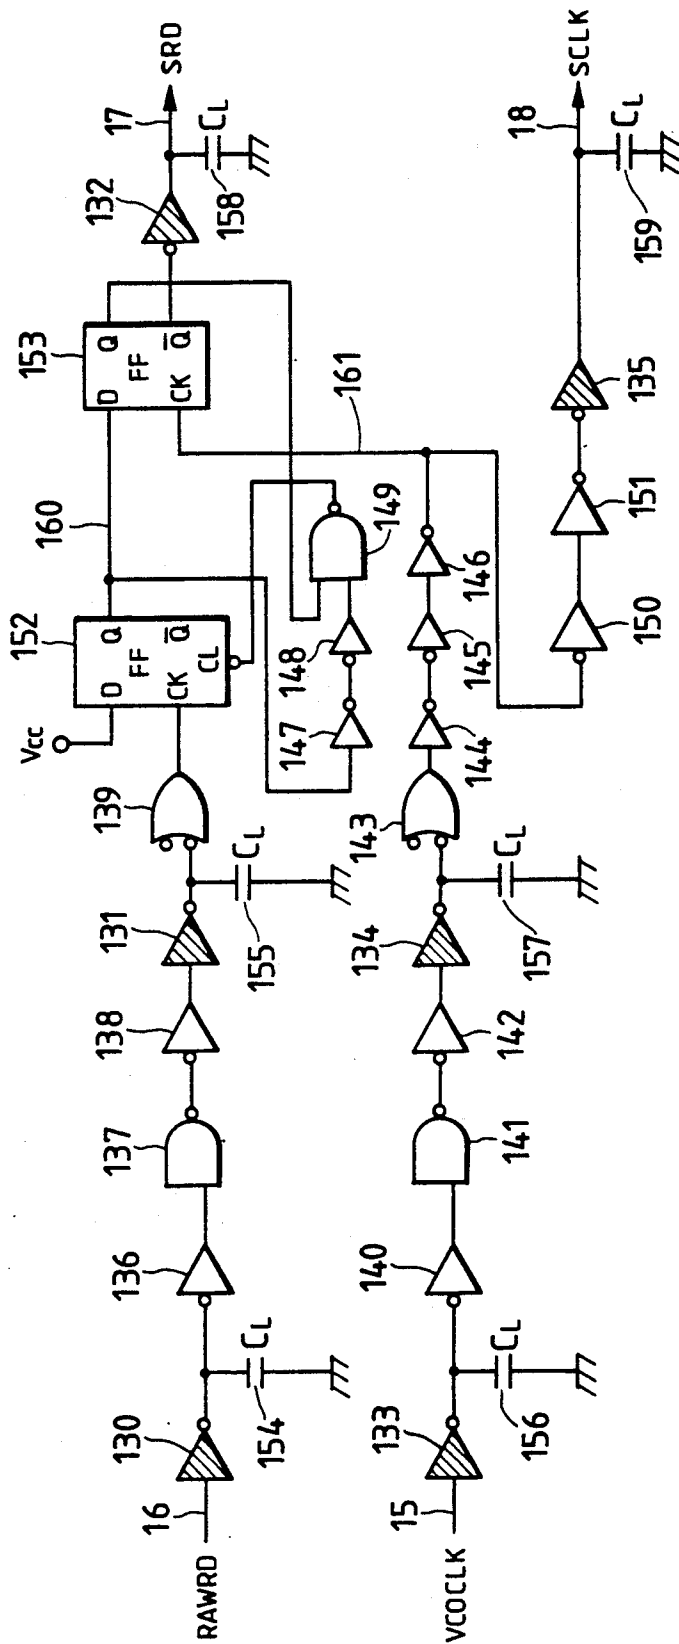 RAWRD
16
130
154
CL
136
137
138
131
155
CL
139
Vcc
152
D
Q
FF
CK
Q̅
CL
160
153
D
Q
FF
CK
Q̅
132
17
SRD
158
CL
147
148
149
161
VCOCLK
15
133
156
CL
140
141
142
134
157
CL
143
144
145
146
150
151
135
18
SCLK
159
CL